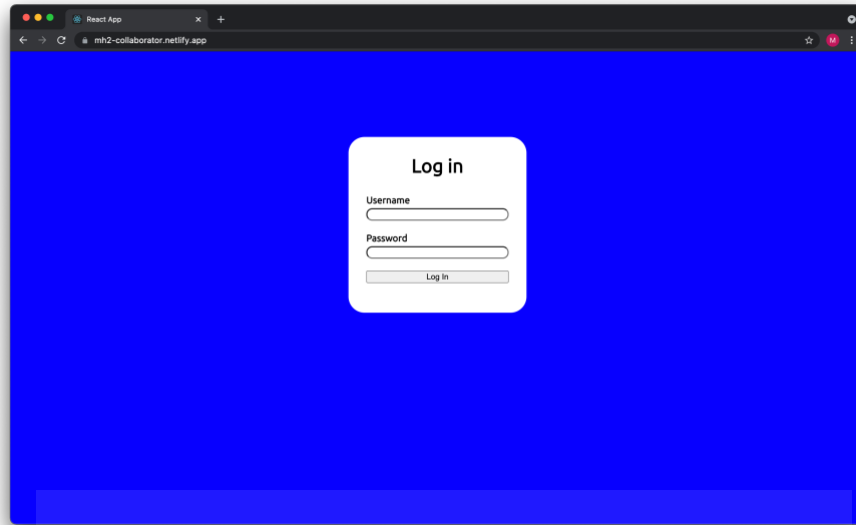 React App
mh2-collaborator.netlify.app
M
Log in
Username
Password
Log In